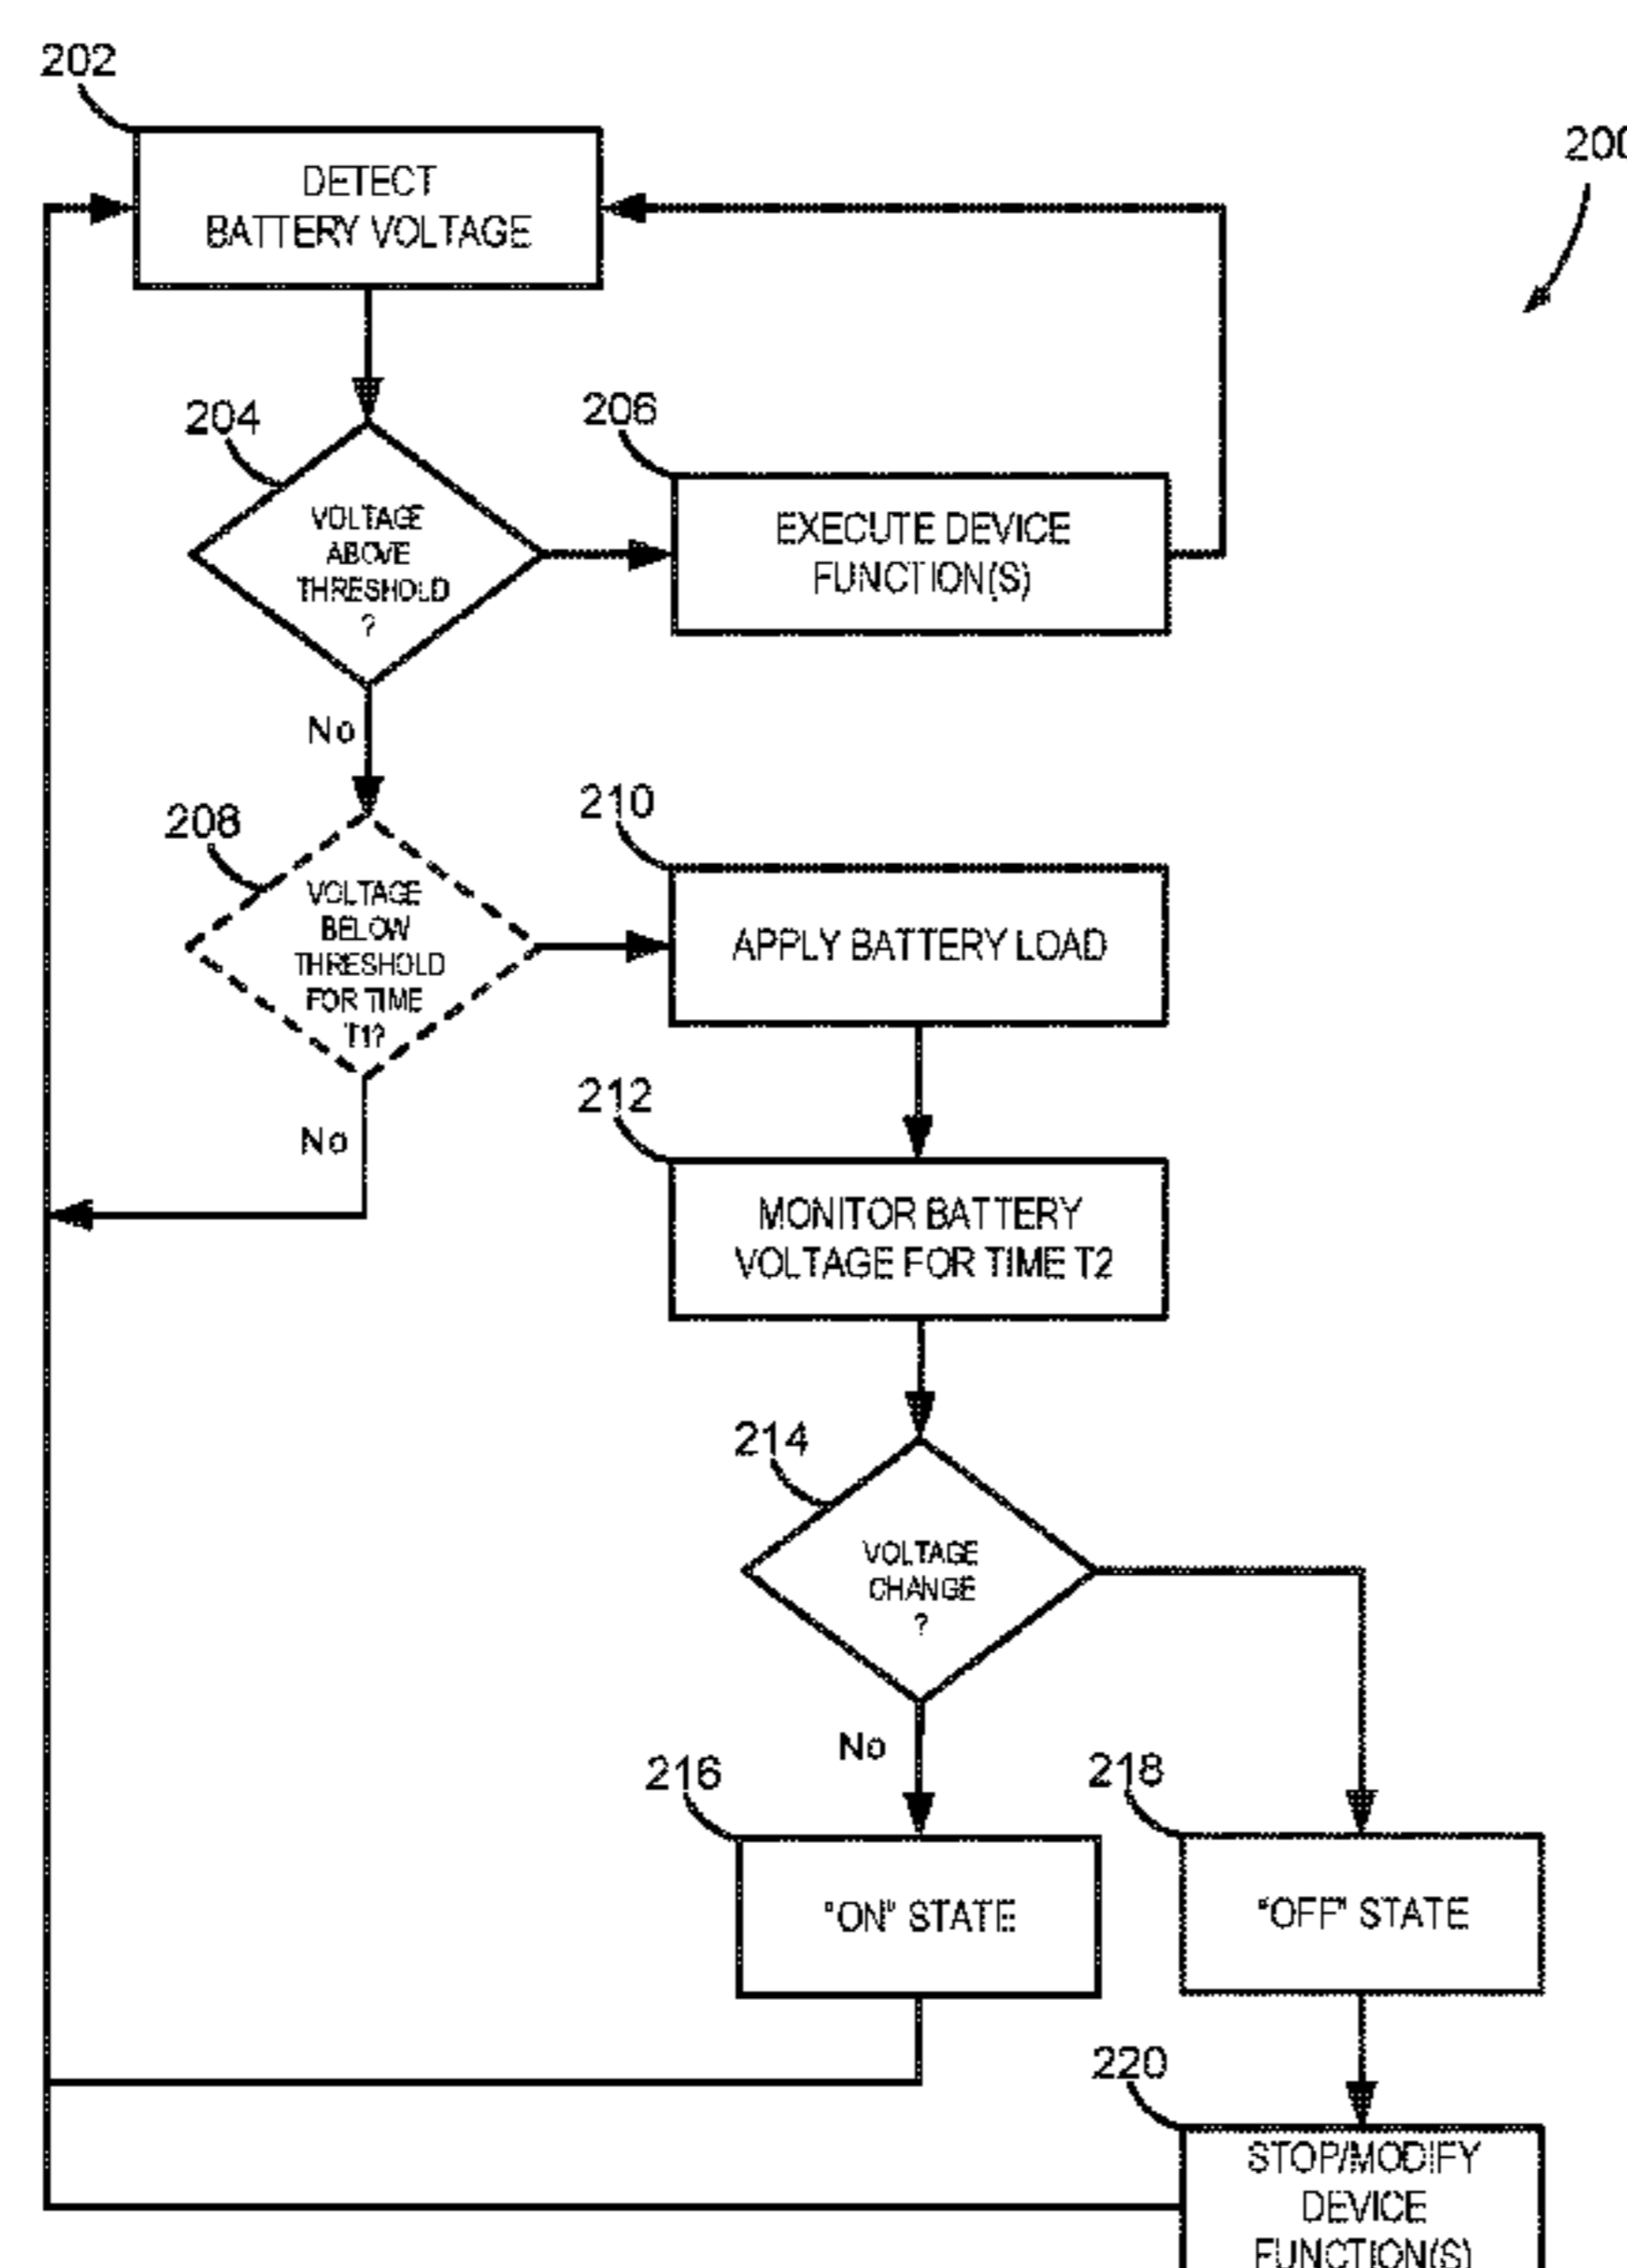 202
200
DETECT
BATTERY VOLTAGE
204
206
VOLTAGE
ABOVE
THRESHOLD
?
EXECUTE DEVICE
FUNCTION(S)
No
208
210
VOLTAGE
BELOW
THRESHOLD
FOR TIME
T1?
APPLY BATTERY LOAD
No
212
MONITOR BATTERY
VOLTAGE FOR TIME T2
214
VOLTAGE
CHANGE
?
No
216
218
"ON" STATE
"OFF" STATE
220
STOP/MODIFY
DEVICE
FUNCTION(S)